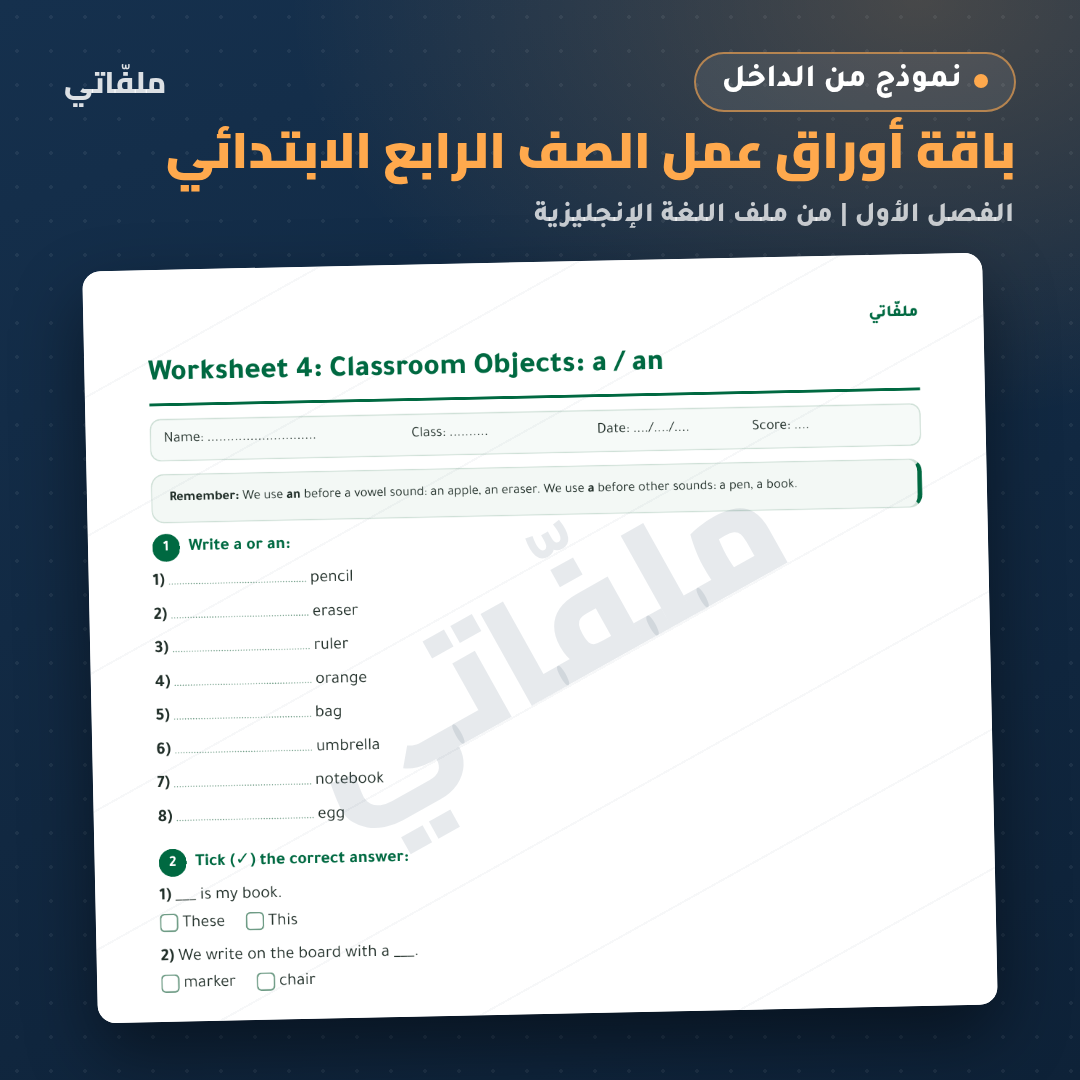 نموذج من الداخل
ملفّاتي
باقة أوراق عمل الصف الرابع الابتدائي
الفصل الأول | من ملف اللغة الإنجليزية
ملفّاتي
Worksheet 4: Classroom Objects: a / an
Name: ............................ Class: .......... Date: ..../..../.... Score: ....
Remember: We use an before a vowel sound: an apple, an eraser. We use a before other sounds: a pen, a book.
1 Write a or an:
1) .................................... pencil
2) .................................... eraser
3) .................................... ruler
4) .................................... orange
5) .................................... bag
6) .................................... umbrella
7) .................................... notebook
8) .................................... egg
ملفّاتي
2 Tick (✓) the correct answer:
1) ___ is my book.
☐ These ☐ This
2) We write on the board with a ___.
☐ marker ☐ chair